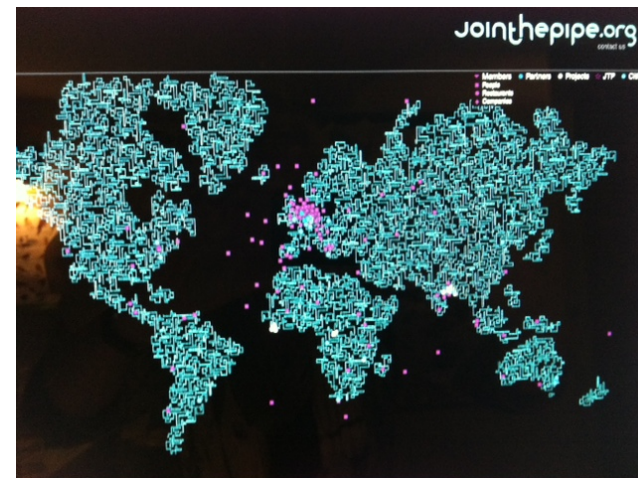 jointhepipe.org
contact us
Members Partners Projects JTP
People
Restaurants
Companies